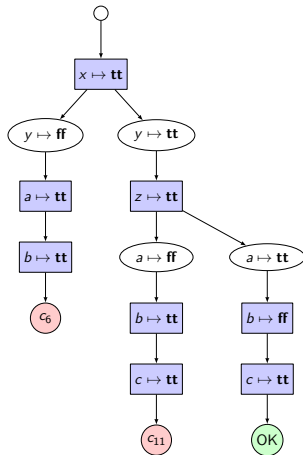 x ↦ tt
y ↦ ff
y ↦ tt
a ↦ tt
z ↦ tt
b ↦ tt
a ↦ ff
a ↦ tt
c₆
b ↦ tt
b ↦ ff
c ↦ tt
c ↦ tt
c₁₁
OK